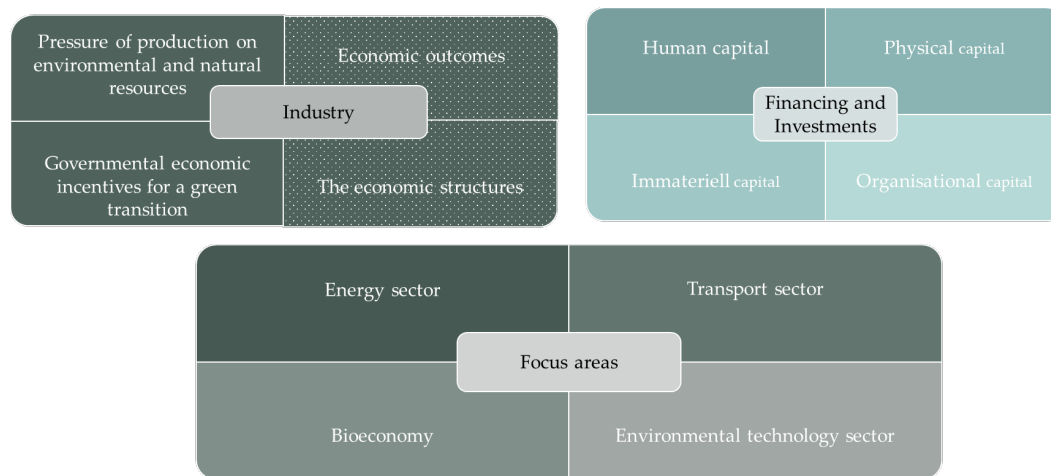 Pressure of production on
environmental and natural
resources
Economic outcomes
Industry
Governmental economic
incentives for a green
transition
The economic structures
Human capital
Physical capital
Financing and
Investments
Immateriell capital
Organisational capital
Energy sector
Transport sector
Focus areas
Bioeconomy
Environmental technology sector